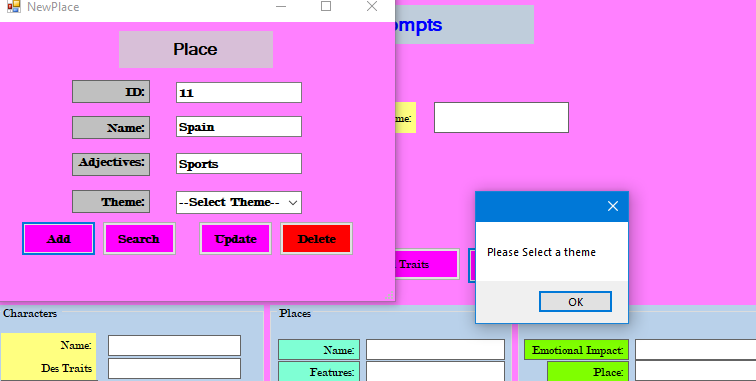 NewPlace
ompts
Place
ID:
11
Name:
Spain
me:
Adjectives:
Sports
Theme:
--Select Theme--
Add
Search
Update
Delete
Traits
Please Select a theme
OK
Characters
Places
Name:
Name:
Emotional Impact:
Des Traits
Features:
Place: